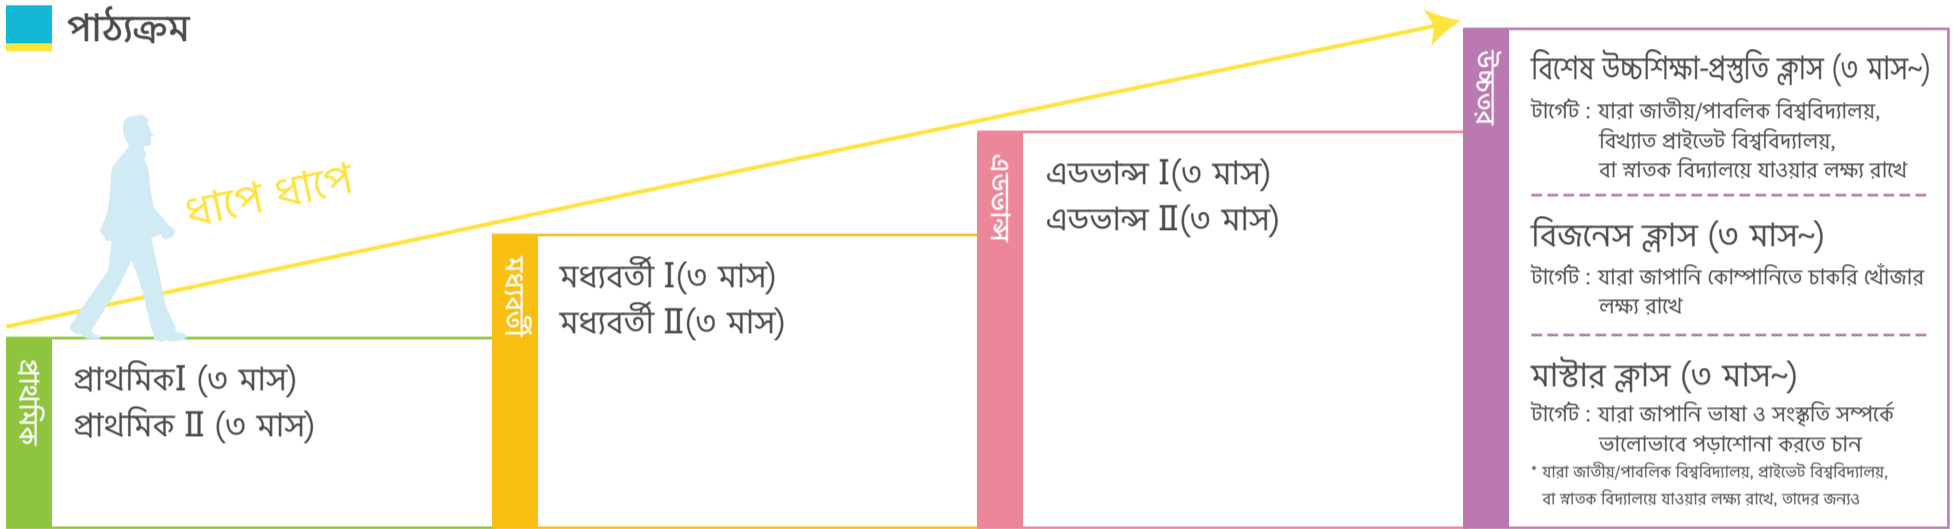 পাঠ্যক্রম
ধাপে ধাপে
প্রাথমিক
প্রাথমিকⅠ (৩ মাস)
প্রাথমিক Ⅱ (৩ মাস)
মধ্যবর্তী
মধ্যবর্তী Ⅰ(৩ মাস)
মধ্যবর্তী Ⅱ(৩ মাস)
এডভান্স
এডভান্স Ⅰ(৩ মাস)
এডভান্স Ⅱ(৩ মাস)
উচ্চতর
বিশেষ উচ্চশিক্ষা-প্রস্তুতি ক্লাস (৩ মাস~)
টার্গেট : যারা জাতীয়/পাবলিক বিশ্ববিদ্যালয়,
বিখ্যাত প্রাইভেট বিশ্ববিদ্যালয়,
বা স্নাতক বিদ্যালয়ে যাওয়ার লক্ষ্য রাখে
বিজনেস ক্লাস (৩ মাস~)
টার্গেট : যারা জাপানি কোম্পানিতে চাকরি খোঁজার
লক্ষ্য রাখে
মাস্টার ক্লাস (৩ মাস~)
টার্গেট : যারা জাপানি ভাষা ও সংস্কৃতি সম্পর্কে
ভালোভাবে পড়াশোনা করতে চান
* যারা জাতীয়/পাবলিক বিশ্ববিদ্যালয়, প্রাইভেট বিশ্ববিদ্যালয়,
বা স্নাতক বিদ্যালয়ে যাওয়ার লক্ষ্য রাখে, তাদের জন্যও